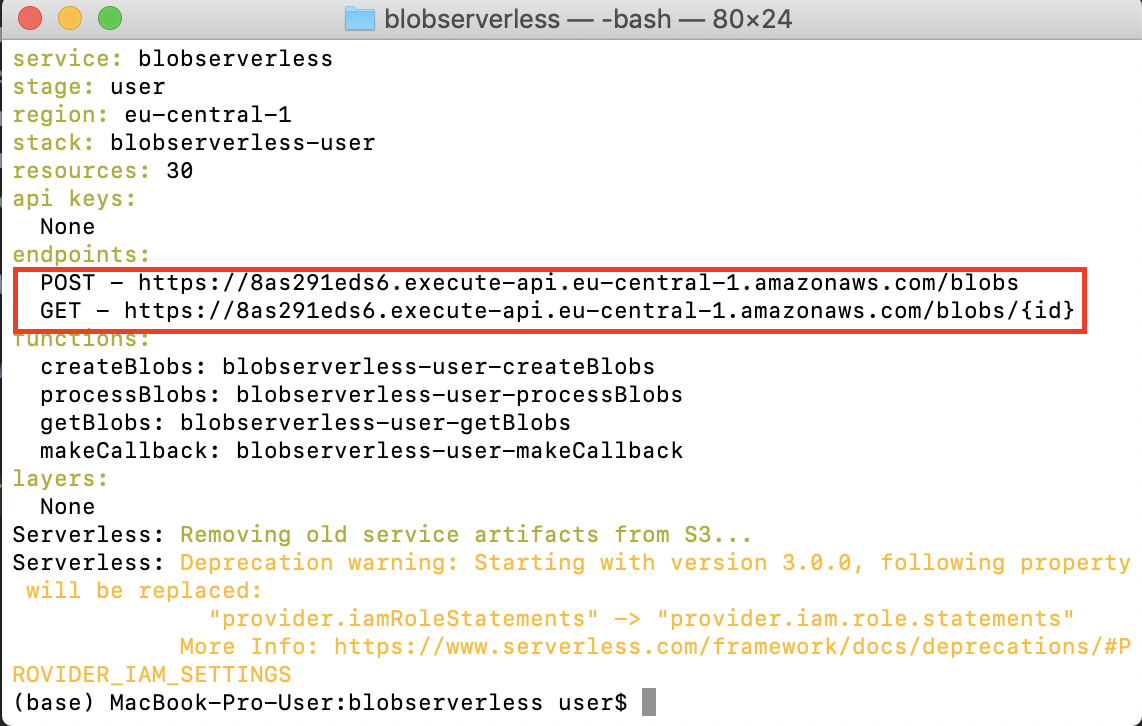 blobserverless — -bash — 80×24
service: blobserverless
stage: user
region: eu-central-1
stack: blobserverless-user
resources: 30
api keys:
  None
endpoints:
  POST - https://8as291eds6.execute-api.eu-central-1.amazonaws.com/blobs
  GET - https://8as291eds6.execute-api.eu-central-1.amazonaws.com/blobs/{id}
functions:
  createBlobs: blobserverless-user-createBlobs
  processBlobs: blobserverless-user-processBlobs
  getBlobs: blobserverless-user-getBlobs
  makeCallback: blobserverless-user-makeCallback
layers:
  None
Serverless: Removing old service artifacts from S3...
Serverless: Deprecation warning: Starting with version 3.0.0, following property
 will be replaced:
              "provider.iamRoleStatements" -> "provider.iam.role.statements"
            More Info: https://www.serverless.com/framework/docs/deprecations/#P
ROVIDER_IAM_SETTINGS
(base) MacBook-Pro-User:blobserverless user$